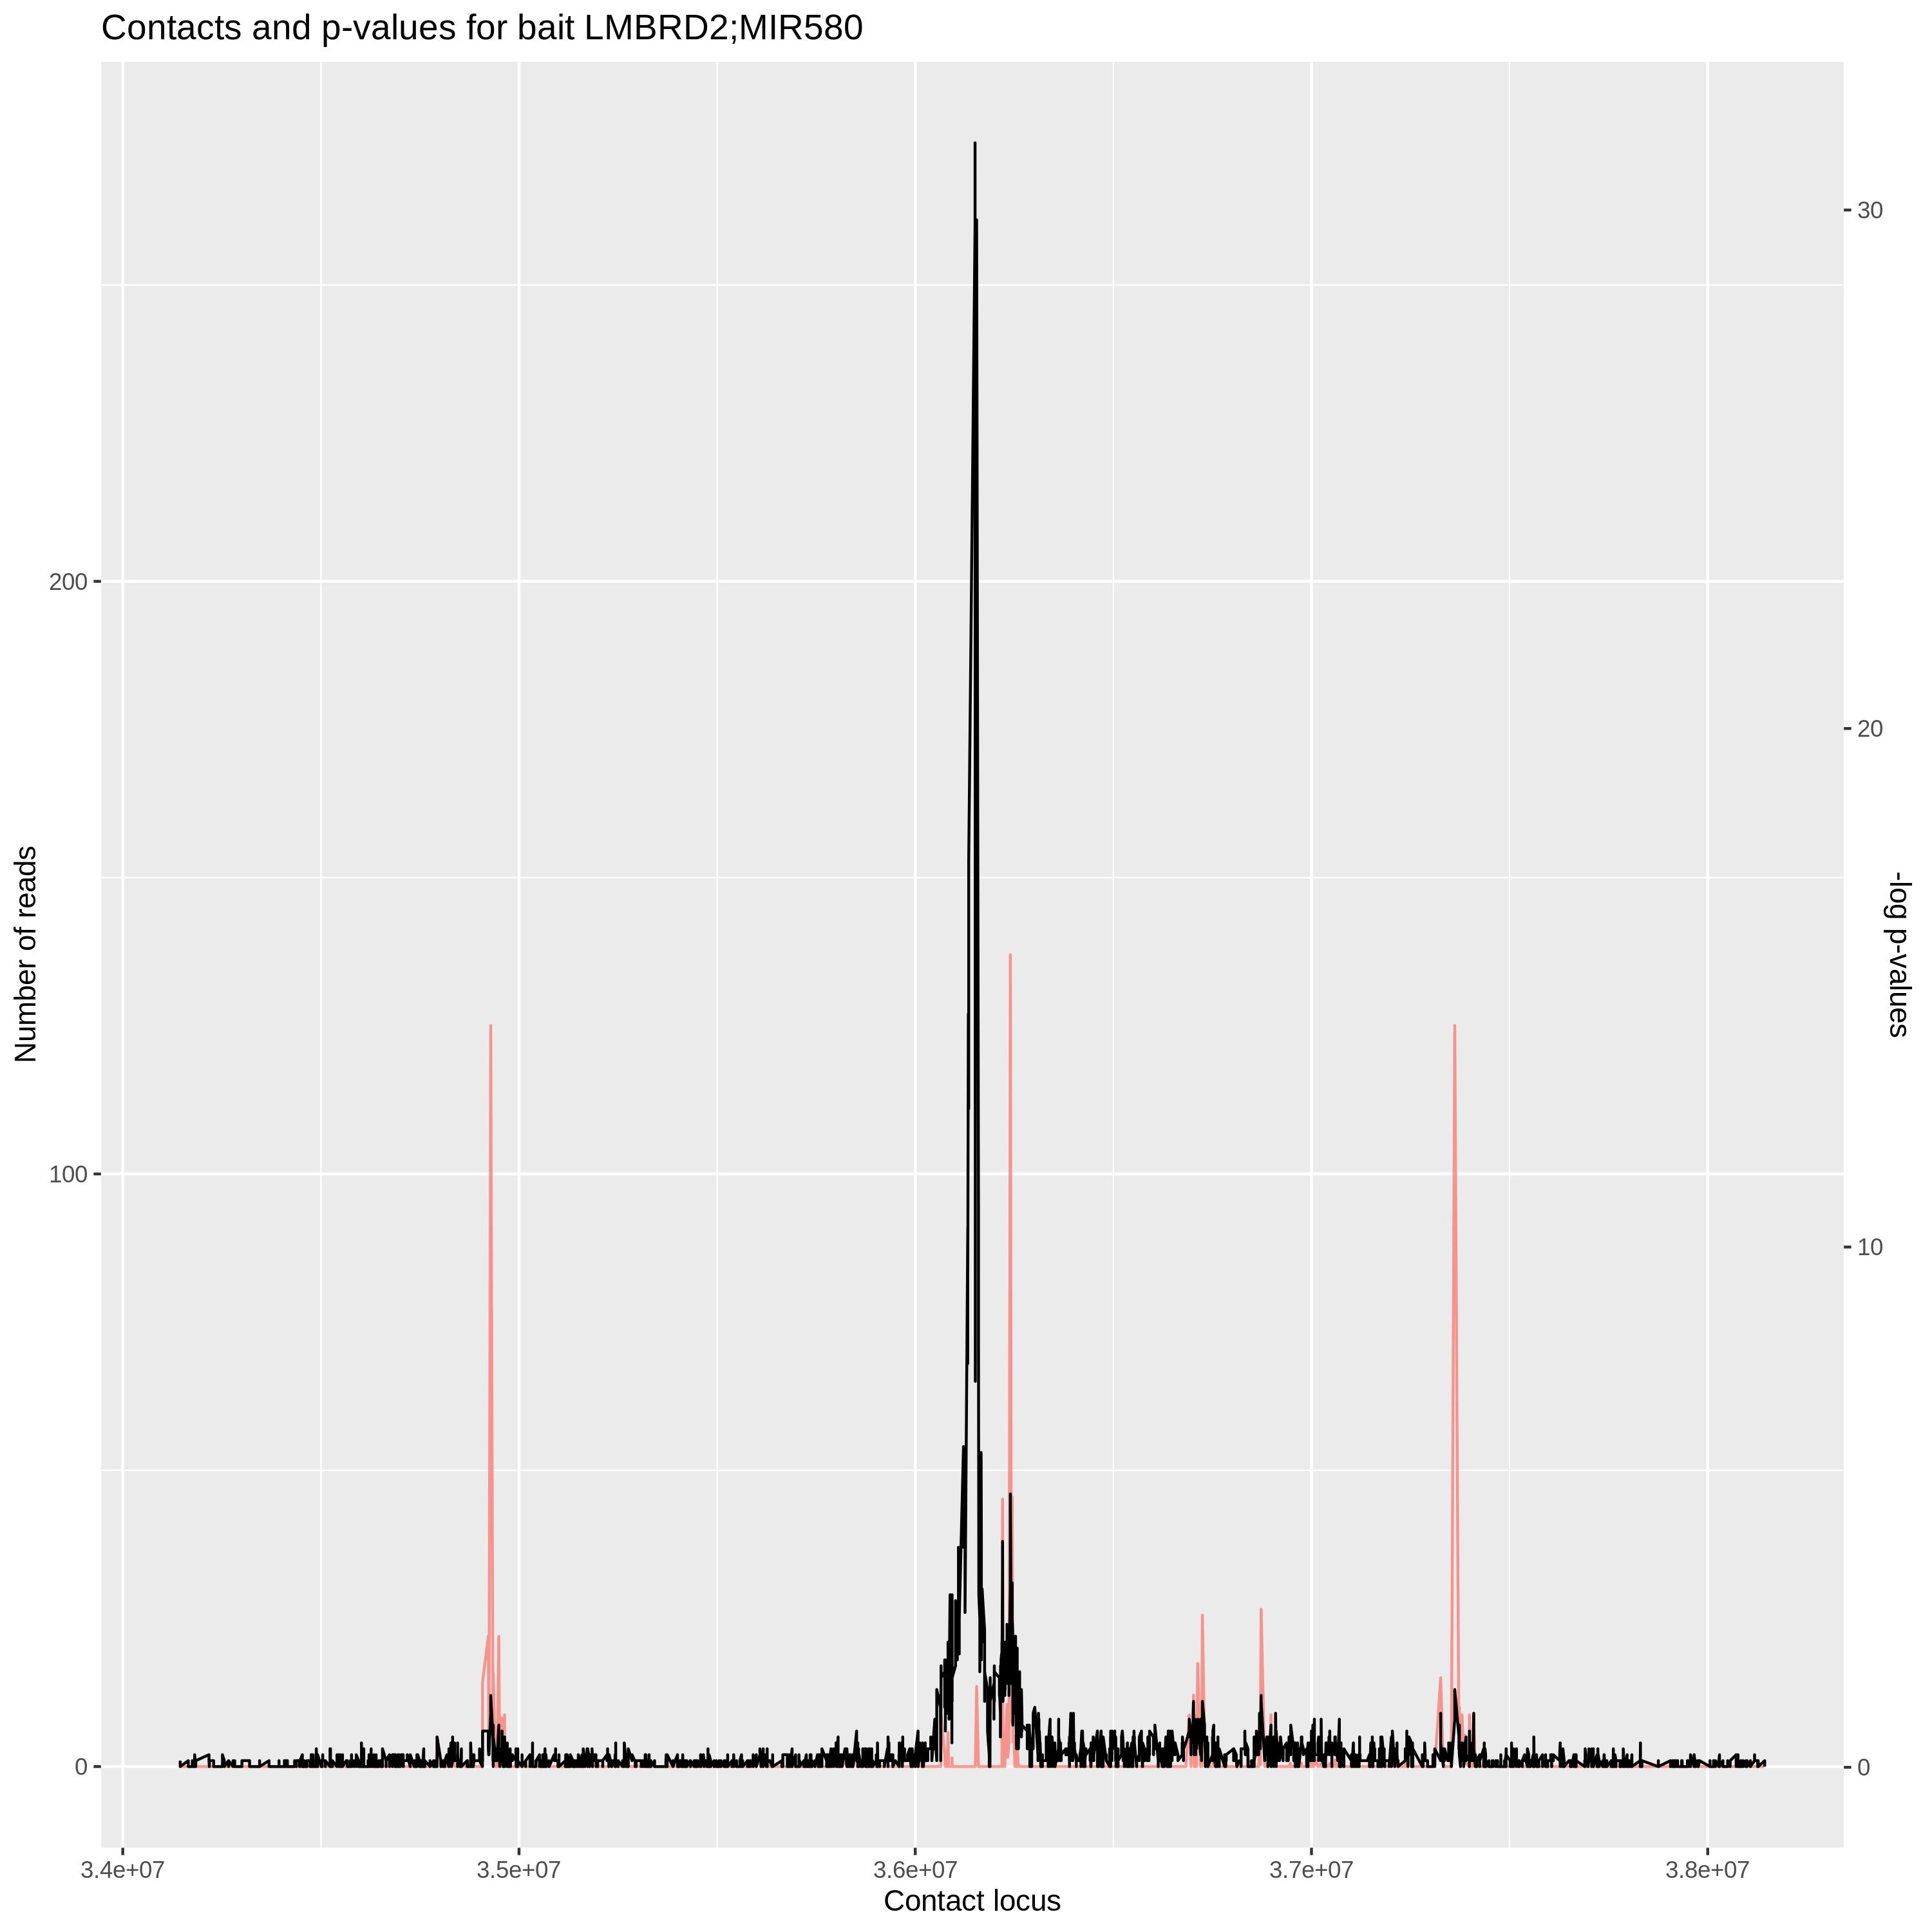 Contacts and p-values for bait LMBRD2;MIR580
Number of reads
200
100
0
30
20
10
0
-log p-values
3.4e+07
3.5e+07
3.6e+07
3.7e+07
3.8e+07
Contact locus